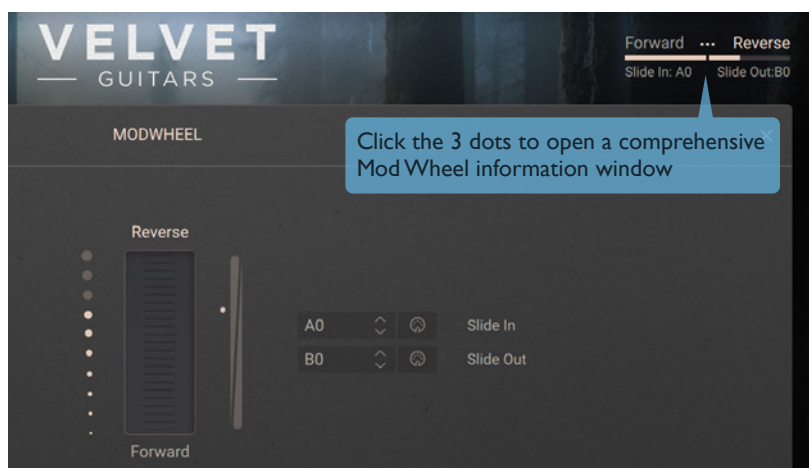 VELVET
GUITARS
Forward ... Reverse
Slide In: A0 Slide Out:B0
MODWHEEL
Click the 3 dots to open a comprehensive
Mod Wheel information window
Reverse
A0 Slide In
B0 Slide Out
Forward